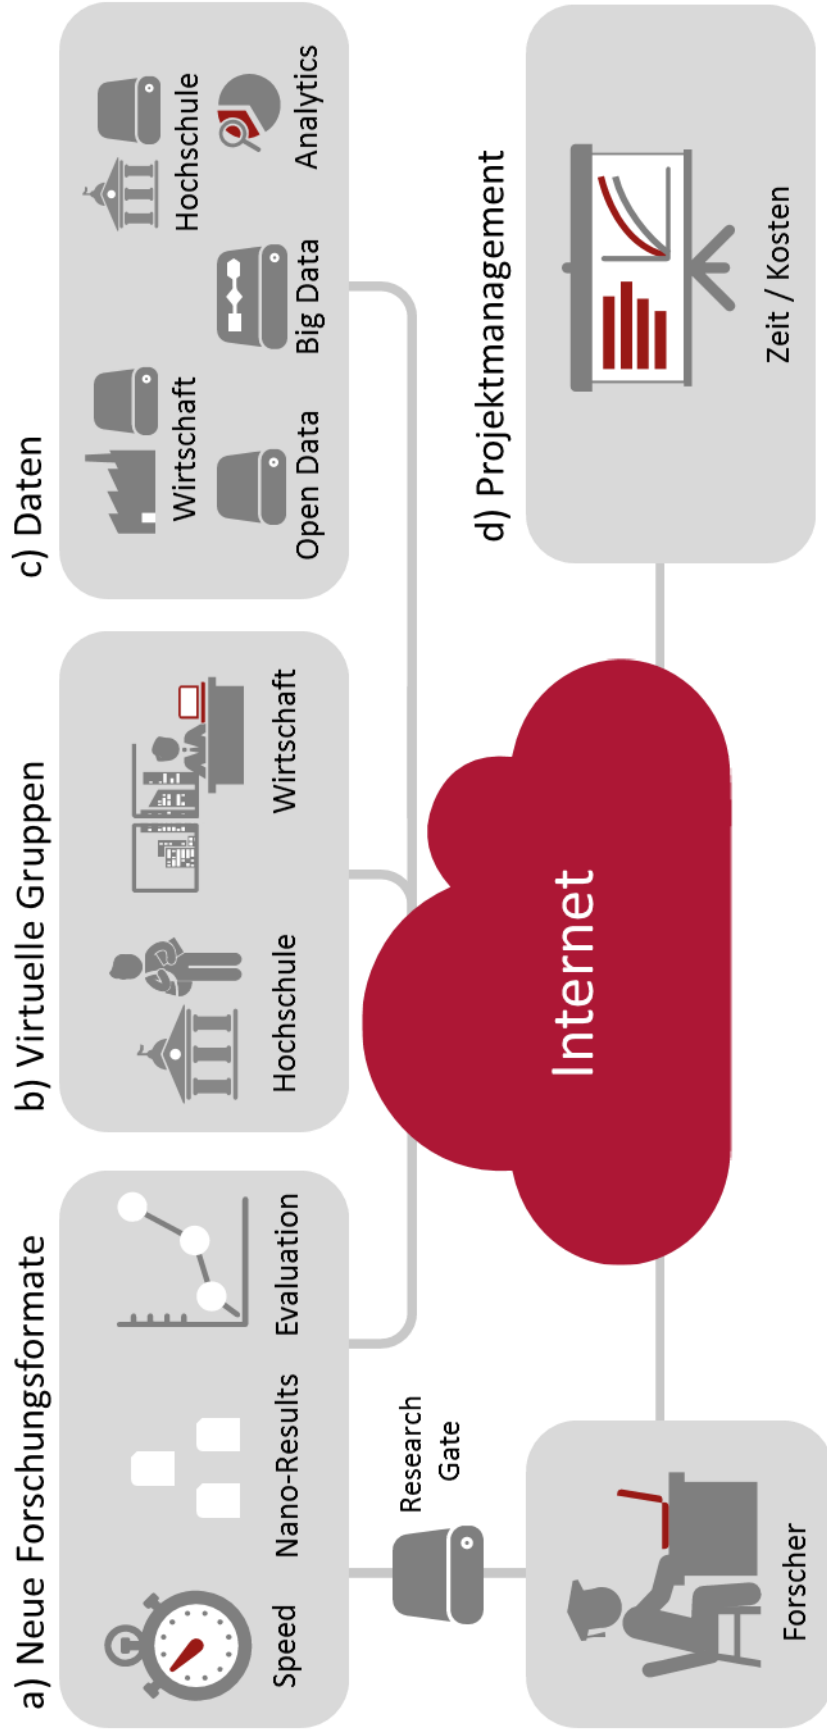 a) Neue Forschungsformate
Speed
Nano-Results
Evaluation
b) Virtuelle Gruppen
Hochschule
Wirtschaft
c) Daten
Wirtschaft
Hochschule
Open Data
Big Data
Analytics
Research
Gate
Internet
Forscher
d) Projektmanagement
Zeit / Kosten